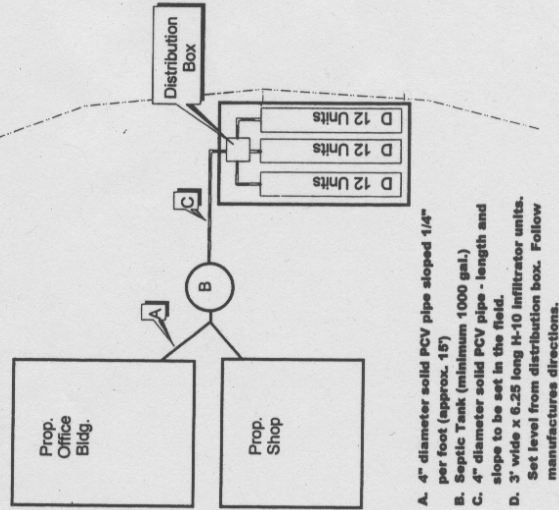 Prop.
Office
Bldg.
Prop.
Shop
A
B
C
Distribution
Box
D 12 Units
D 12 Units
D 12 Units
A. 4" diameter solid PCV pipe sloped 1/4"
per foot (approx. 15')
B. Septic Tank (minimum 1000 gal.)
C. 4" diameter solid PCV pipe - length and
slope to be set in the field.
D. 3' wide x 6.25 long H-10 infiltrator units.
Set level from distribution box. Follow
manufactures directions.